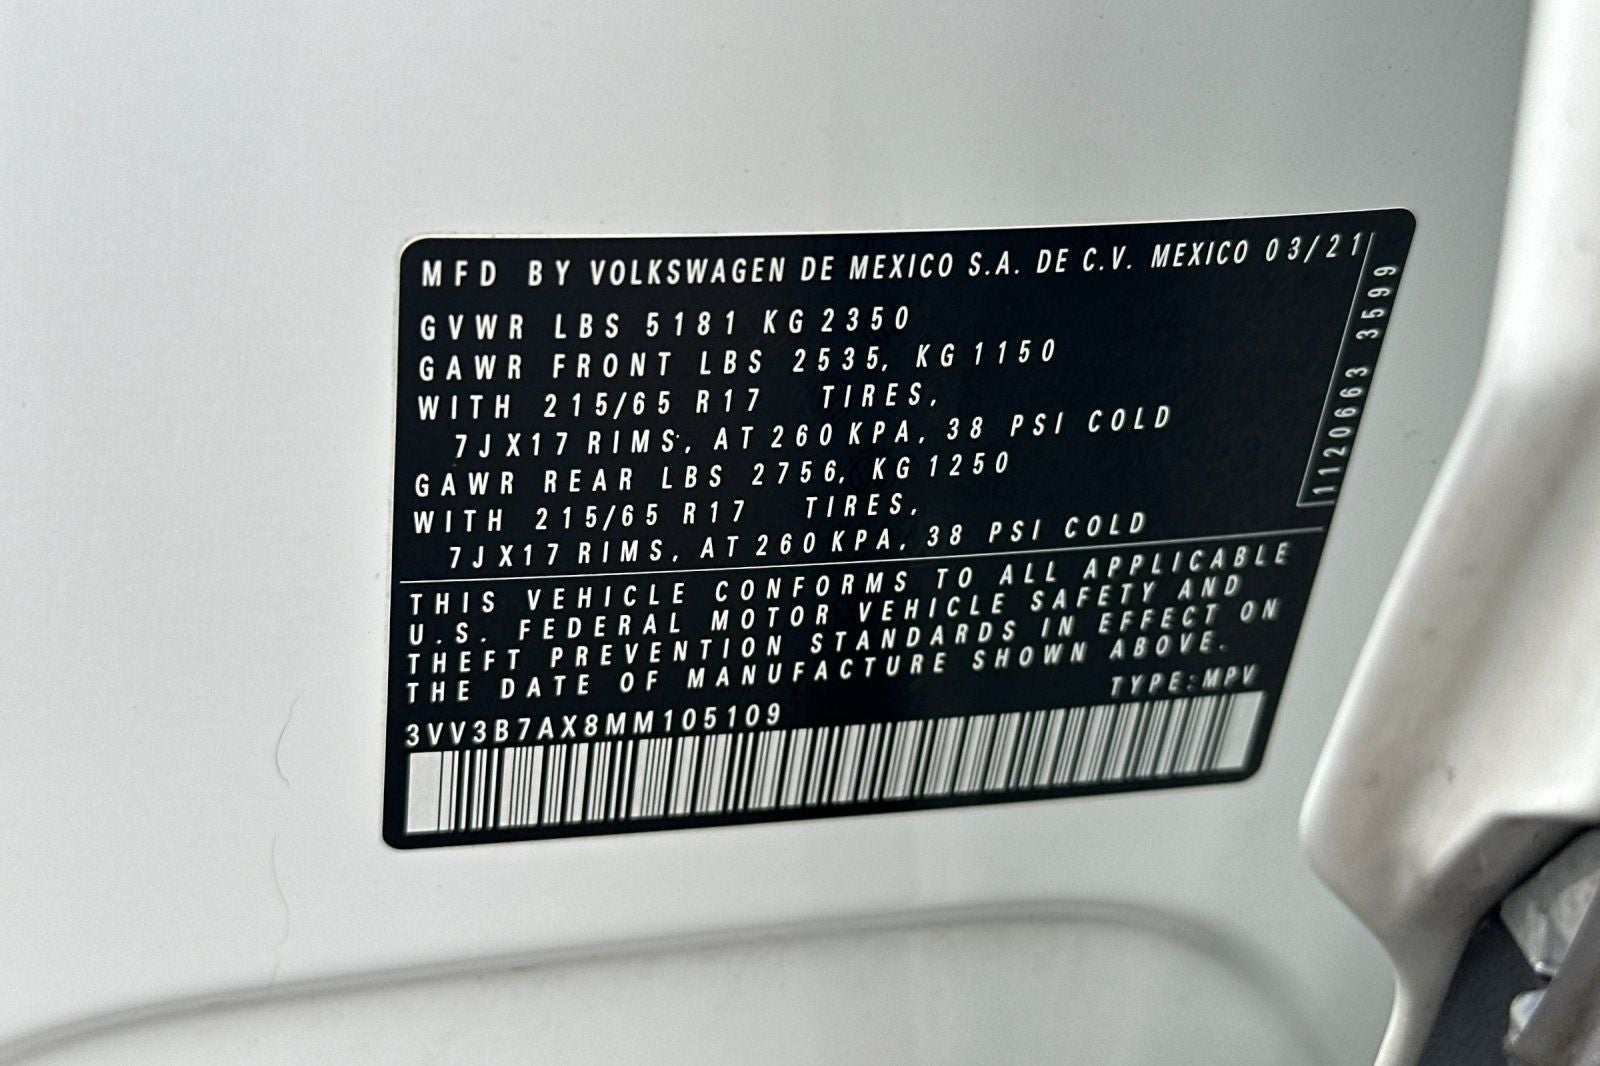 MFD BY VOLKSWAGEN DE MEXICO S.A. DE C.V. MEXICO 03/21
GVWR LBS 5181 KG 2350
GAWR FRONT LBS 2535, KG 1150
WITH 215/65 R17 TIRES,
7JX17 RIMS, AT 260 KPA, 38 PSI COLD
GAWR REAR LBS 2756, KG 1250
WITH 215/65 R17 TIRES,
7JX17 RIMS, AT 260 KPA, 38 PSI COLD
1120663 3599
THIS VEHICLE CONFORMS TO ALL APPLICABLE
U.S. FEDERAL MOTOR VEHICLE SAFETY AND
THEFT PREVENTION STANDARDS IN EFFECT ON
THE DATE OF MANUFACTURE SHOWN ABOVE.
TYPE: MPV
3VV3B7AX8MM105109